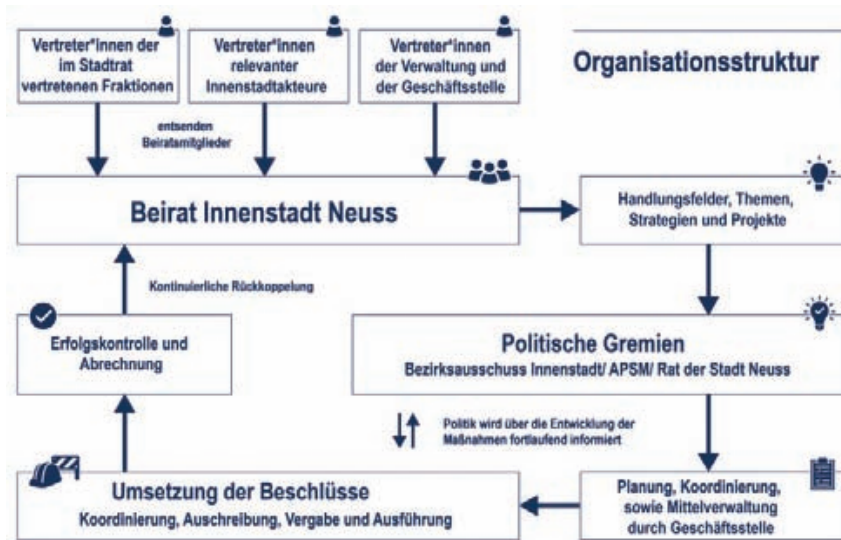 Vertreter*innen der
im Stadtrat
vertretenen Fraktionen
Vertreter*innen
relevanter
Innenstadtakteure
Vertreter*innen
der Verwaltung und
der Geschäftsstelle
Organisationsstruktur
entsenden
Beiratamitglieder
Beirat Innenstadt Neuss
Handlungsfelder, Themen,
Strategien und Projekte
Kontinuierliche Rückkoppelung
Erfolgskontrolle und
Abrechnung
Politische Gremien
Bezirksausschuss Innenstadt/ APSM/ Rat der Stadt Neuss
Politik wird über die Entwicklung der
Maßnahmen fortlaufend informiert
Umsetzung der Beschlüsse
Koordinierung, Auschreibung, Vergabe und Ausführung
Planung, Koordinierung,
sowie Mittelverwaltung
durch Geschäftsstelle